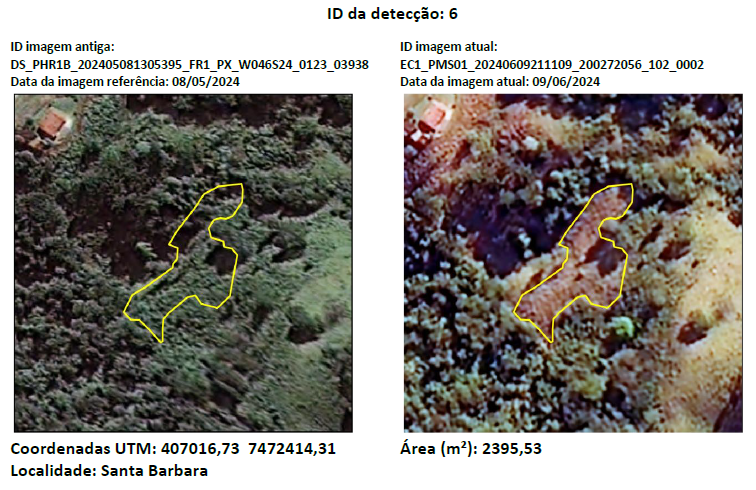 ID da detecção: 6
ID imagem antiga:
DS_PHR1B_202405081305395_FR1_PX_W046S24_0123_03938
Data da imagem referência: 08/05/2024
ID imagem atual:
EC1_PMS01_20240609211109_200272056_102_0002
Data da imagem atual: 09/06/2024
Coordenadas UTM: 407016,73 7472414,31
Localidade: Santa Barbara
Área (m²): 2395,53